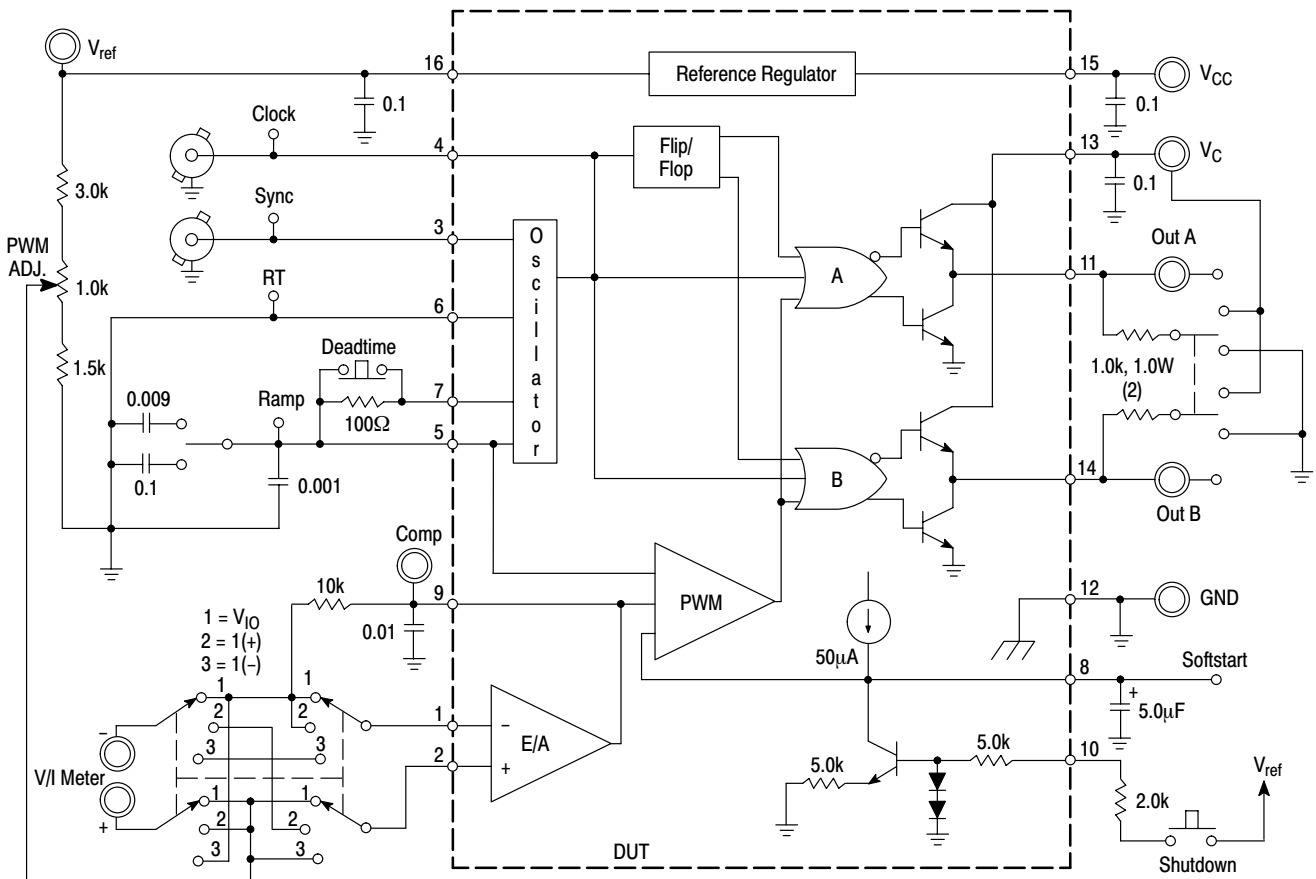 Vref
16
Reference Regulator
15
VCC
0.1
0.1
Clock
4
Flip/
Flop
13
VC
0.1
3.0k
Sync
3
PWM
ADJ.
1.0k
RT
6
Oscillator
A
11
Out A
1.5k
Deadtime
7
100Ω
1.0k, 1.0W
(2)
0.009
Ramp
5
0.1
0.001
B
14
Out B
Comp
10k
9
0.01
PWM
12
GND
1 = VIO
2 = 1(+)
3 = 1(–)
50μA
8
Softstart
+
5.0μF
1
1
2
2
3
3
–
1
–
E/A
2
+
V/I Meter
+
1
1
2
2
3
3
5.0k
5.0k
10
Vref
2.0k
Shutdown
DUT